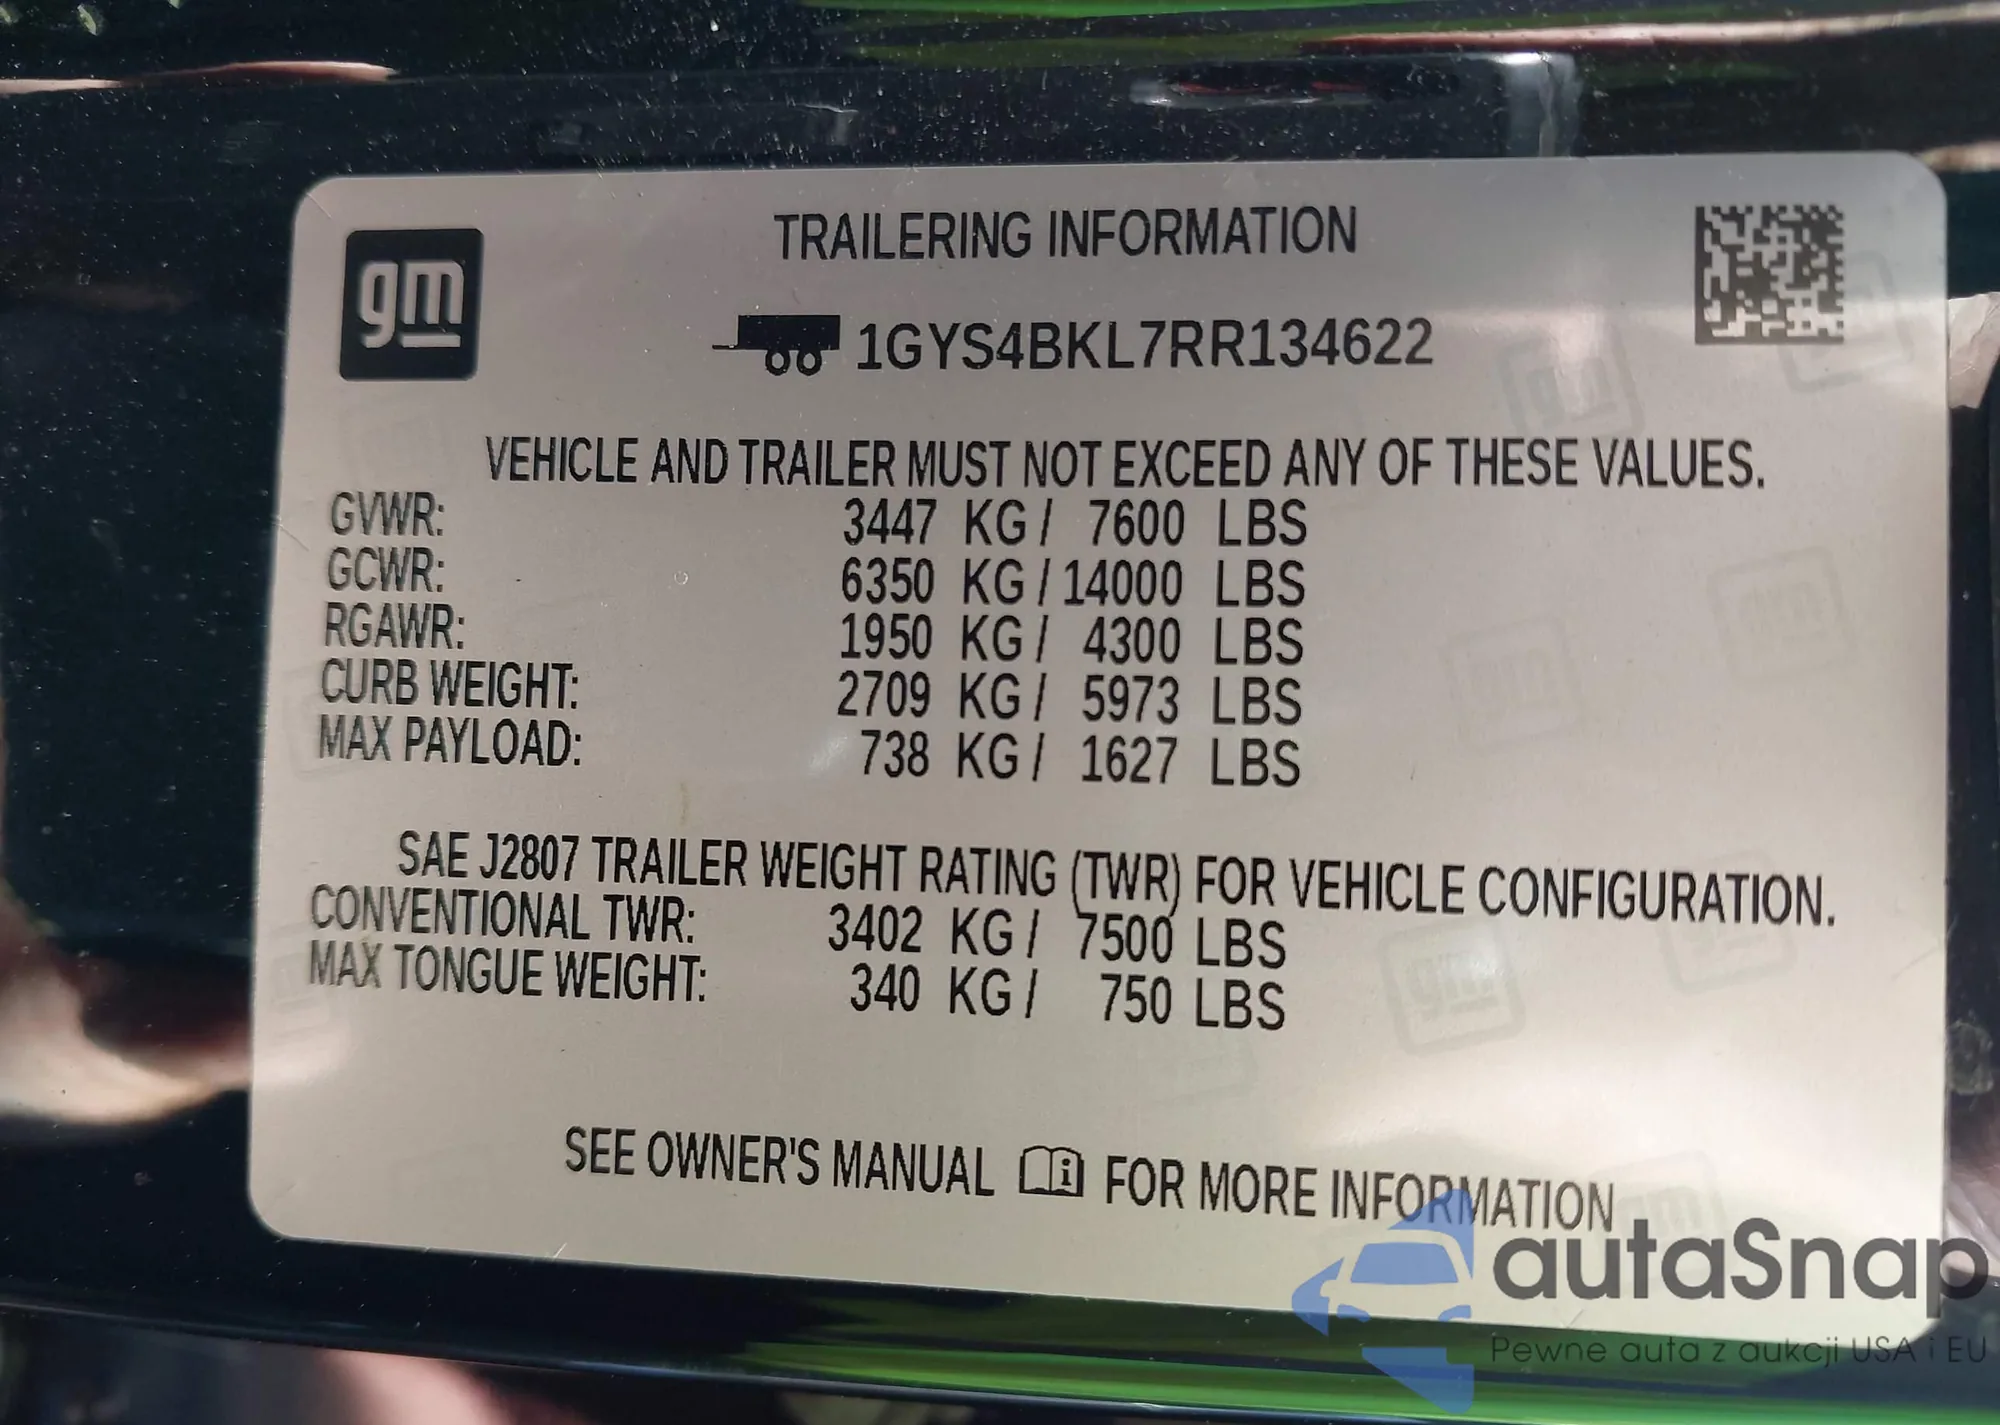 gm
TRAILERING INFORMATION
1GYS4BKL7RR134622
VEHICLE AND TRAILER MUST NOT EXCEED ANY OF THESE VALUES.
GVWR: 3447 KG / 7600 LBS
GCWR: 6350 KG / 14000 LBS
RGAWR: 1950 KG / 4300 LBS
CURB WEIGHT: 2709 KG / 5973 LBS
MAX PAYLOAD: 738 KG / 1627 LBS
SAE J2807 TRAILER WEIGHT RATING (TWR) FOR VEHICLE CONFIGURATION.
CONVENTIONAL TWR: 3402 KG / 7500 LBS
MAX TONGUE WEIGHT: 340 KG / 750 LBS
SEE OWNER'S MANUAL FOR MORE INFORMATION
autaSnap
Pewne auta z aukcji USA i EU